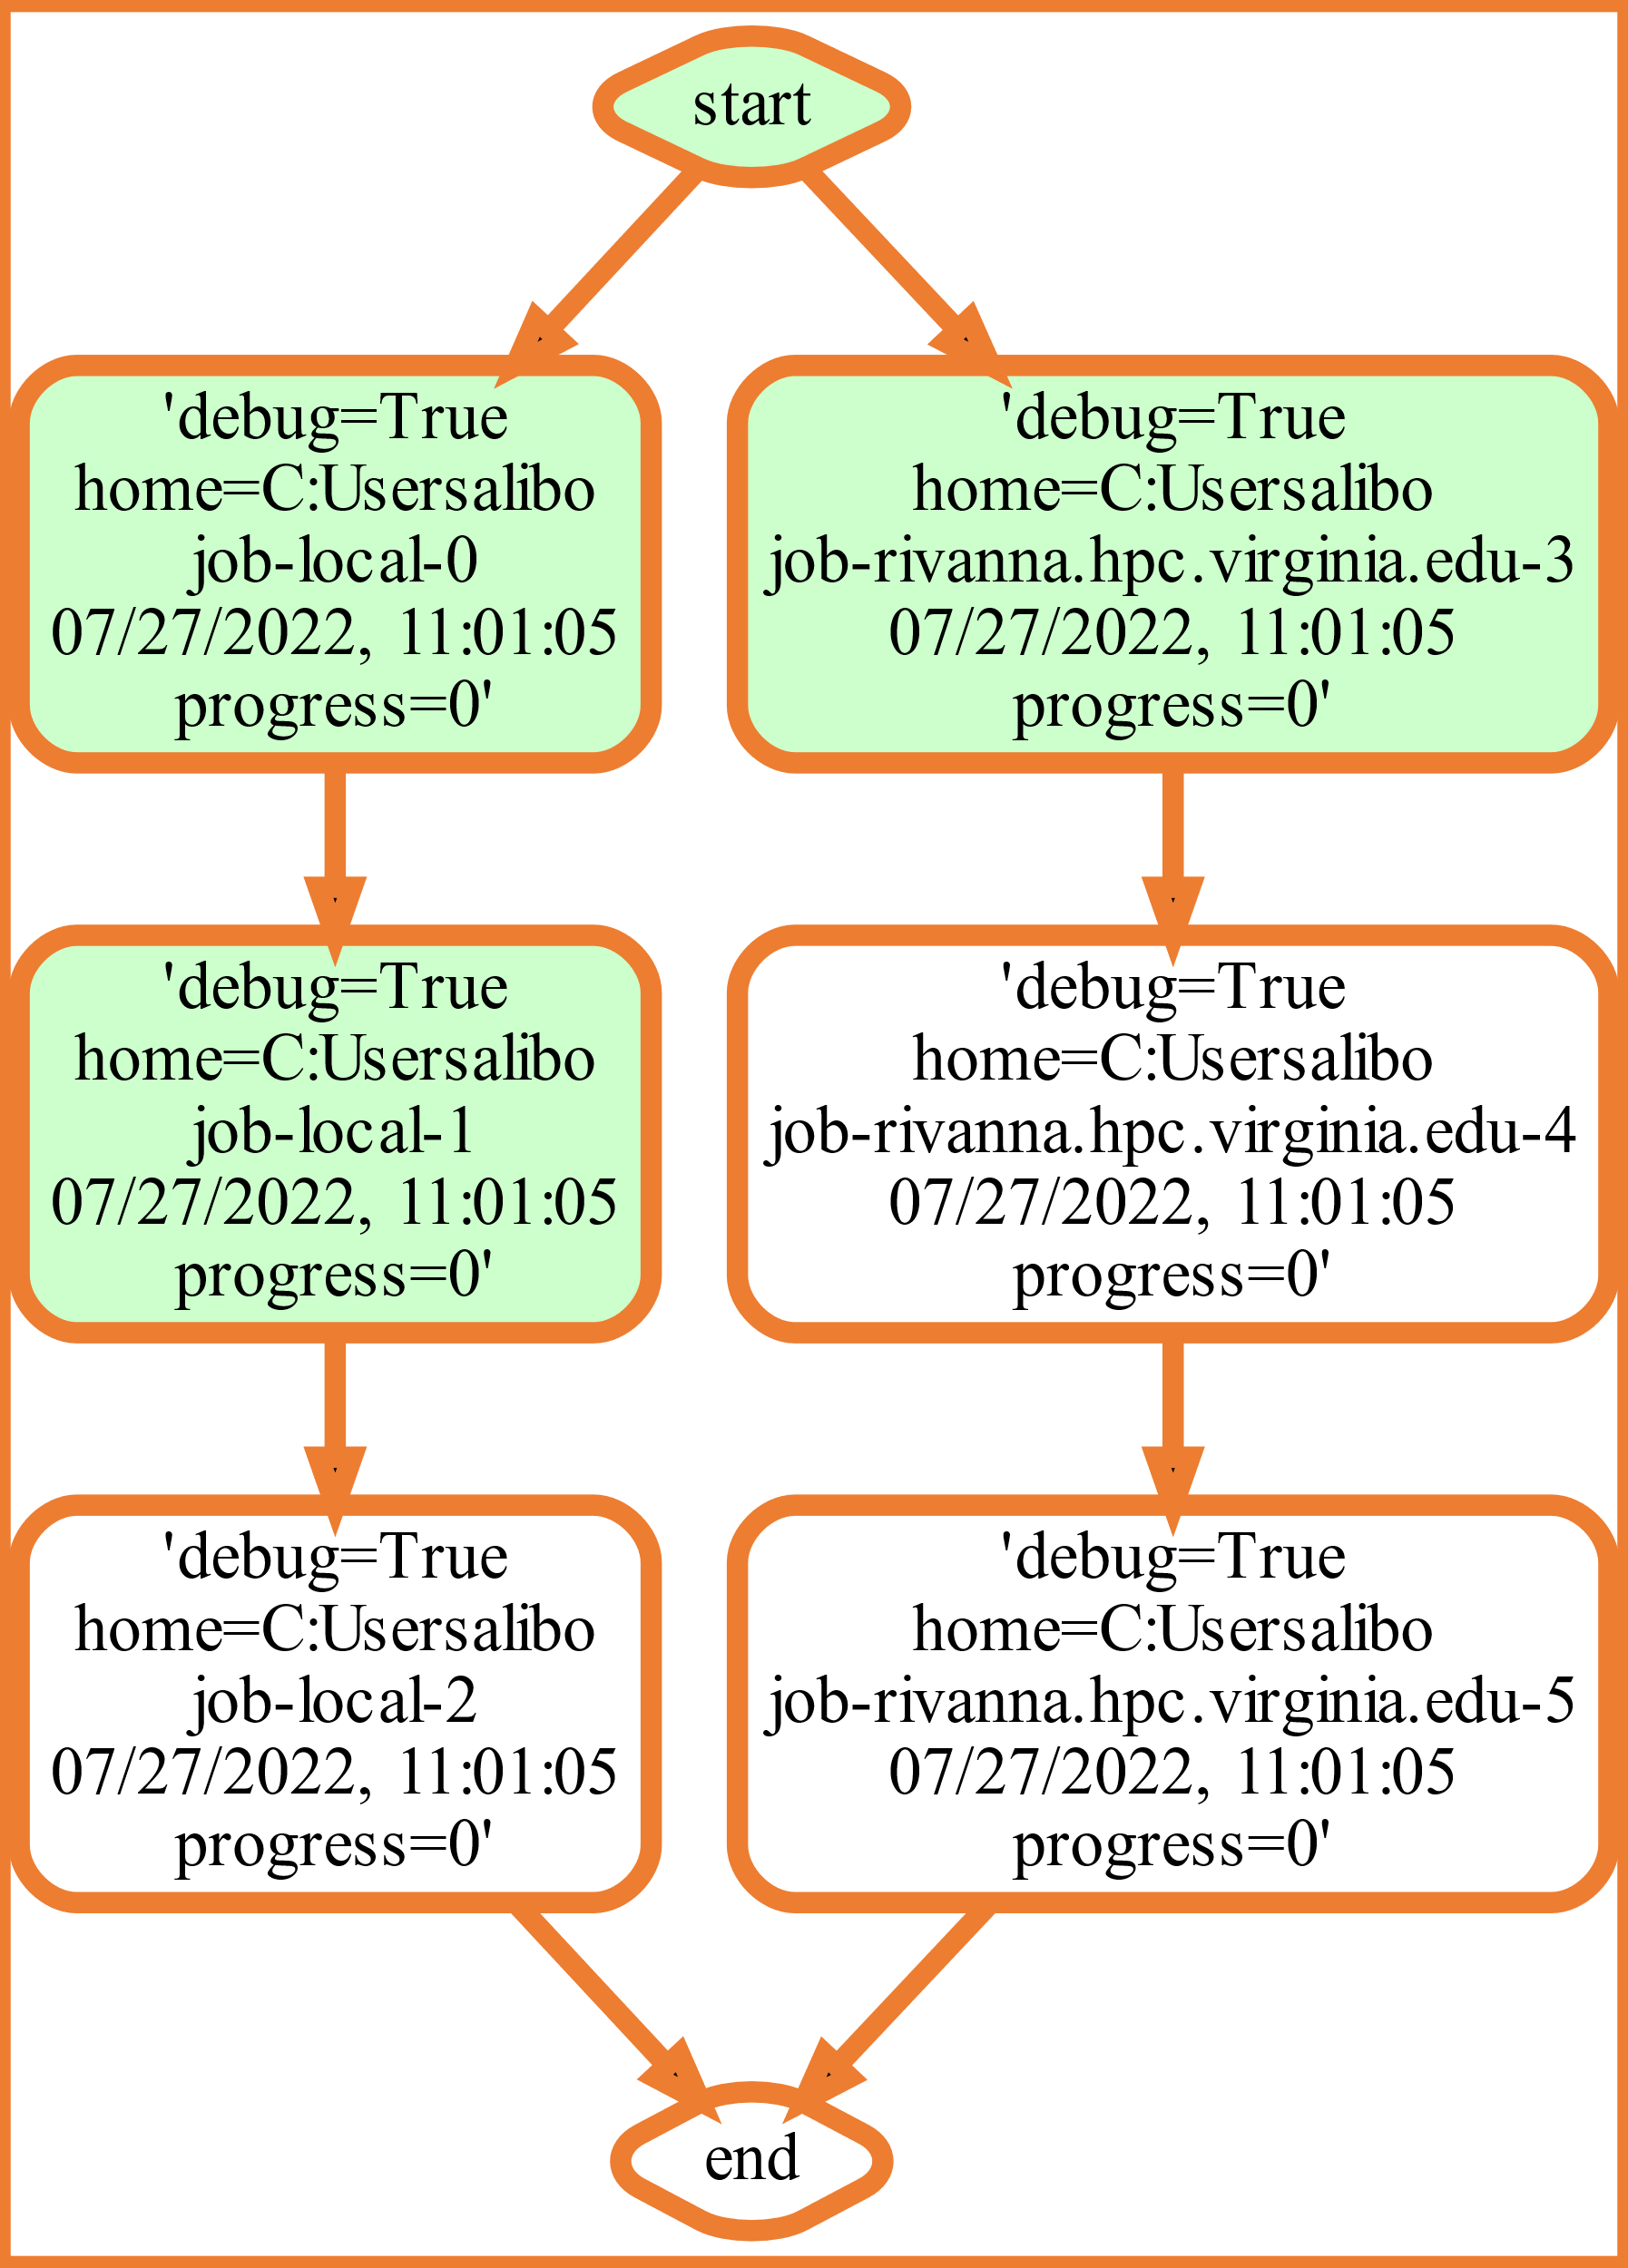 start
'debug=True
home=C:Usersalibo
job-local-0
07/27/2022, 11:01:05
progress=0'
'debug=True
home=C:Usersalibo
job-rivanna.hpc.virginia.edu-3
07/27/2022, 11:01:05
progress=0'
'debug=True
home=C:Usersalibo
job-local-1
07/27/2022, 11:01:05
progress=0'
'debug=True
home=C:Usersalibo
job-rivanna.hpc.virginia.edu-4
07/27/2022, 11:01:05
progress=0'
'debug=True
home=C:Usersalibo
job-local-2
07/27/2022, 11:01:05
progress=0'
'debug=True
home=C:Usersalibo
job-rivanna.hpc.virginia.edu-5
07/27/2022, 11:01:05
progress=0'
end